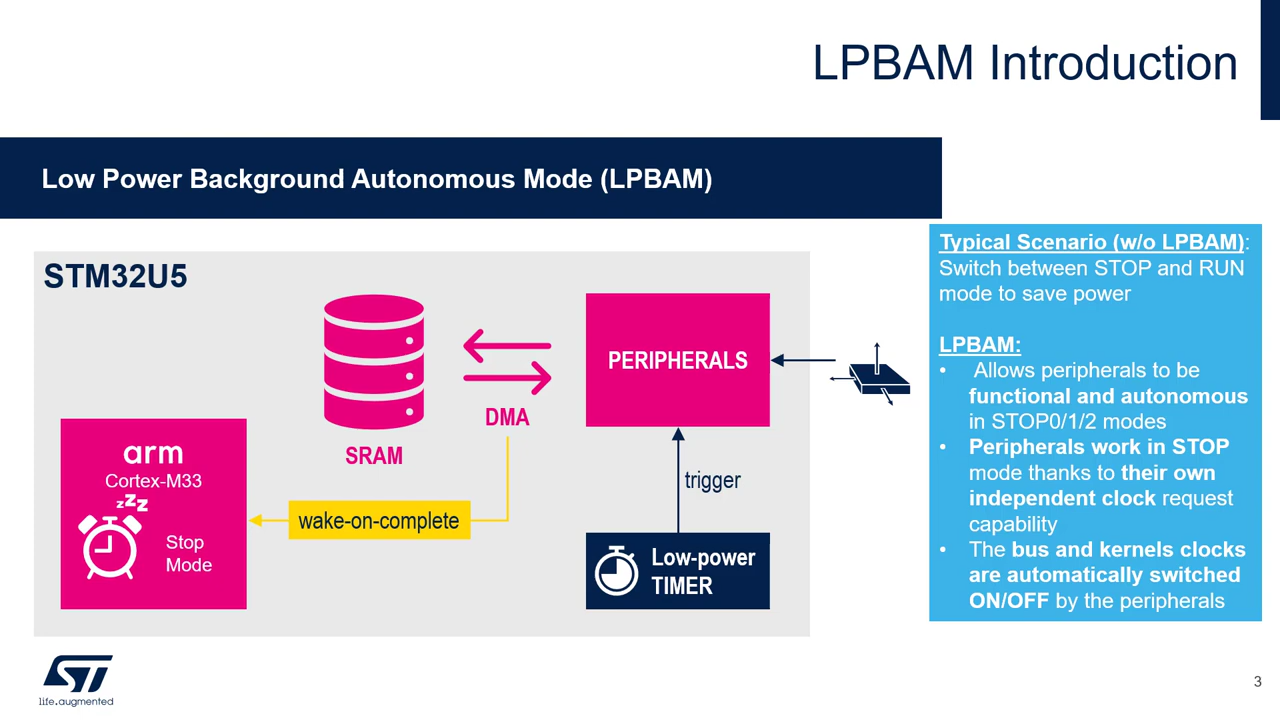 LPBAM Introduction
Low Power Background Autonomous Mode (LPBAM)
STM32U5
PERIPHERALS
DMA
SRAM
arm
Cortex-M33
zzz
Stop
Mode
wake-on-complete
trigger
Low-power
TIMER
Typical Scenario (w/o LPBAM):
Switch between STOP and RUN
mode to save power
LPBAM:
• Allows peripherals to be
functional and autonomous
in STOP0/1/2 modes
• Peripherals work in STOP
mode thanks to their own
independent clock request
capability
• The bus and kernels clocks
are automatically switched
ON/OFF by the peripherals
ST
life.augmented
3